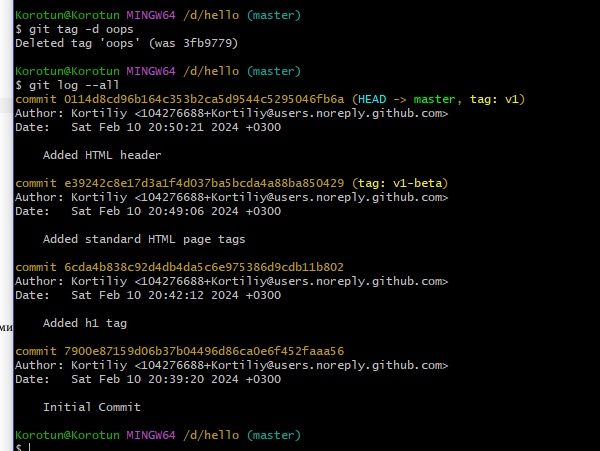 Korotun@Korotun MINGW64 /d/hello (master)
$ git tag -d oops
Deleted tag 'oops' (was 3fb9779)
Korotun@Korotun MINGW64 /d/hello (master)
$ git log --all
commit 0114d8cd96b164c353b2ca5d9544c5295046fb6a (HEAD -> master, tag: v1)
Author: Kortiliy <104276688+Kortiliy@users.noreply.github.com>
Date:   Sat Feb 10 20:50:21 2024 +0300
Added HTML header
commit e39242c8e17d3a1f4d037ba5bcda4a88ba850429 (tag: v1-beta)
Author: Kortiliy <104276688+Kortiliy@users.noreply.github.com>
Date:   Sat Feb 10 20:49:06 2024 +0300
Added standard HTML page tags
commit 6cda4b838c92d4db4da5c6e975386d9cdb11b802
Author: Kortiliy <104276688+Kortiliy@users.noreply.github.com>
Date:   Sat Feb 10 20:42:12 2024 +0300
Added h1 tag
ми
commit 7900e87159d06b37b04496d86ca0e6f452faaa56
Author: Kortiliy <104276688+Kortiliy@users.noreply.github.com>
Date:   Sat Feb 10 20:39:20 2024 +0300
Initial Commit
Korotun@Korotun MINGW64 /d/hello (master)
$